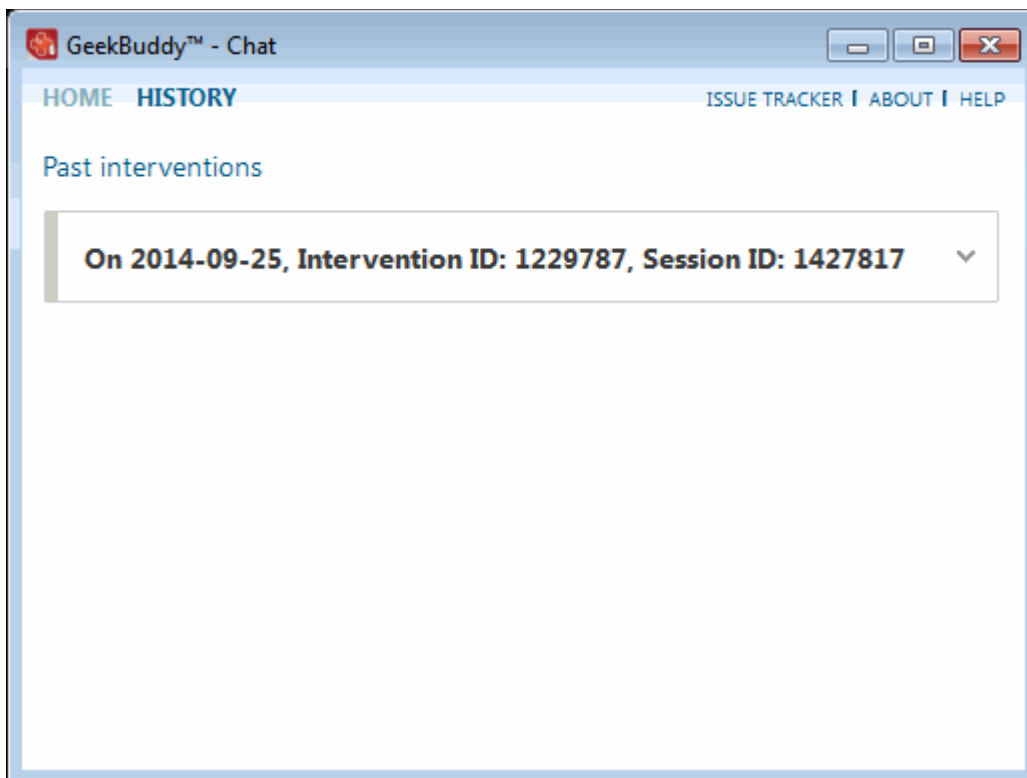 GeekBuddy™ - Chat
HOME HISTORY ISSUE TRACKER | ABOUT | HELP
Past interventions
On 2014-09-25, Intervention ID: 1229787, Session ID: 1427817